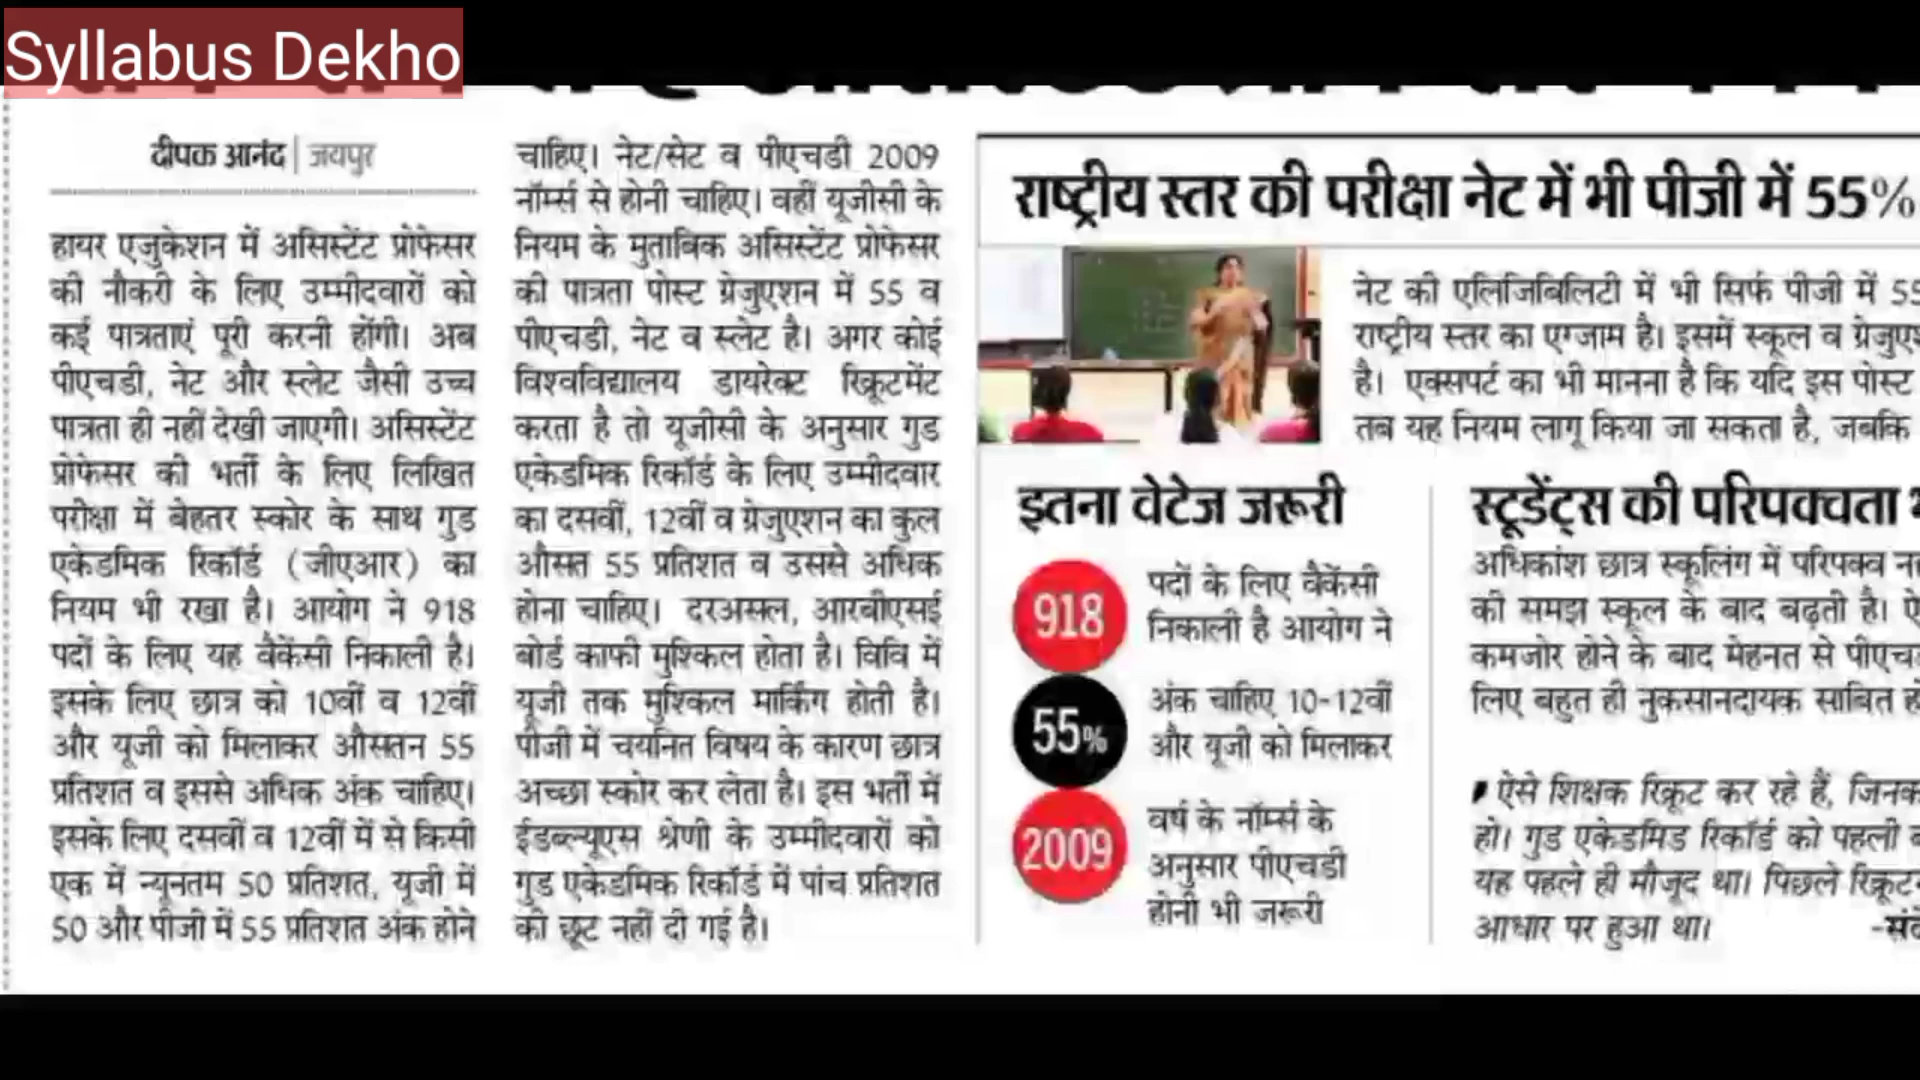 Syllabus Dekho
दीपक आनंद | जयपुर
हायर एजुकेशन में असिस्टेंट प्रोफेसर
की नौकरी के लिए उम्मीदवारों को
कई पात्रताएं पूरी करनी होंगी। अब
पीएचडी, नेट और स्लेट जैसी उच्च
पात्रता ही नहीं देखी जाएगी। असिस्टेंट
प्रोफेसर की भर्ती के लिए लिखित
परीक्षा में बेहतर स्कोर के साथ गुड
एकेडमिक रिकॉर्ड (जीएआर) का
नियम भी रखा है। आयोग ने 918
पदों के लिए यह वैकेंसी निकाली है।
इसके लिए छात्र को 10वीं व 12वीं
और यूजी को मिलाकर औसतन 55
प्रतिशत व इससे अधिक अंक चाहिए।
इसके लिए दसवीं व 12वीं में से किसी
एक में न्यूनतम 50 प्रतिशत, यूजी में
50 और पीजी में 55 प्रतिशत अंक होने
चाहिए। नेट/सेट व पीएचडी 2009
नॉर्म्स से होनी चाहिए। वहीं यूजीसी के
नियम के मुताबिक असिस्टेंट प्रोफेसर
की पात्रता पोस्ट ग्रेजुएशन में 55 व
पीएचडी, नेट व स्लेट है। अगर कोई
विश्वविद्यालय डायरेक्ट रिक्रूटमेंट
करता है तो यूजीसी के अनुसार गुड
एकेडमिक रिकॉर्ड के लिए उम्मीदवार
का दसवीं, 12वीं व ग्रेजुएशन का कुल
औसत 55 प्रतिशत व उससे अधिक
होना चाहिए। दरअसल, आरबीएसई
बोर्ड काफी मुश्किल होता है। विवि में
यूजी तक मुश्किल मार्किंग होती है।
पीजी में चयनित विषय के कारण छात्र
अच्छा स्कोर कर लेता है। इस भर्ती में
ईडब्ल्यूएस श्रेणी के उम्मीदवारों को
गुड एकेडमिक रिकॉर्ड में पांच प्रतिशत
की छूट नहीं दी गई है।
राष्ट्रीय स्तर की परीक्षा नेट में भी पीजी में 55%
नेट की एलिजिबिलिटी में भी सिर्फ पीजी में 55
राष्ट्रीय स्तर का एग्जाम है। इसमें स्कूल व
है। एक्सपर्ट का भी मानना है कि यदि इस पोस्ट
तब यह नियम लागू किया जा सकता है, जबकि
इतना वेटेज जरूरी
918
पदों के लिए वैकेंसी
निकाली है आयोग ने
55%
अंक चाहिए 10-12वीं
और यूजी को मिलाकर
2009
वर्ष के नॉर्म्स के
अनुसार पीएचडी
होनी भी जरूरी
स्टूडेंट्स की परिपक्वता
अधिकांश छात्र स्कूलिंग में परिपक्व
की समझ स्कूल के बाद बढ़ती है।
कमजोर होने के बाद मेहनत से
लिए बहुत ही नुकसानदायक साबित
ऐसे शिक्षक रिक्रूट कर रहे हैं,
हो। गुड एकेडमिड रिकॉर्ड को पहली
यह पहले ही मौजूद था। पिछले
आधार पर हुआ था।